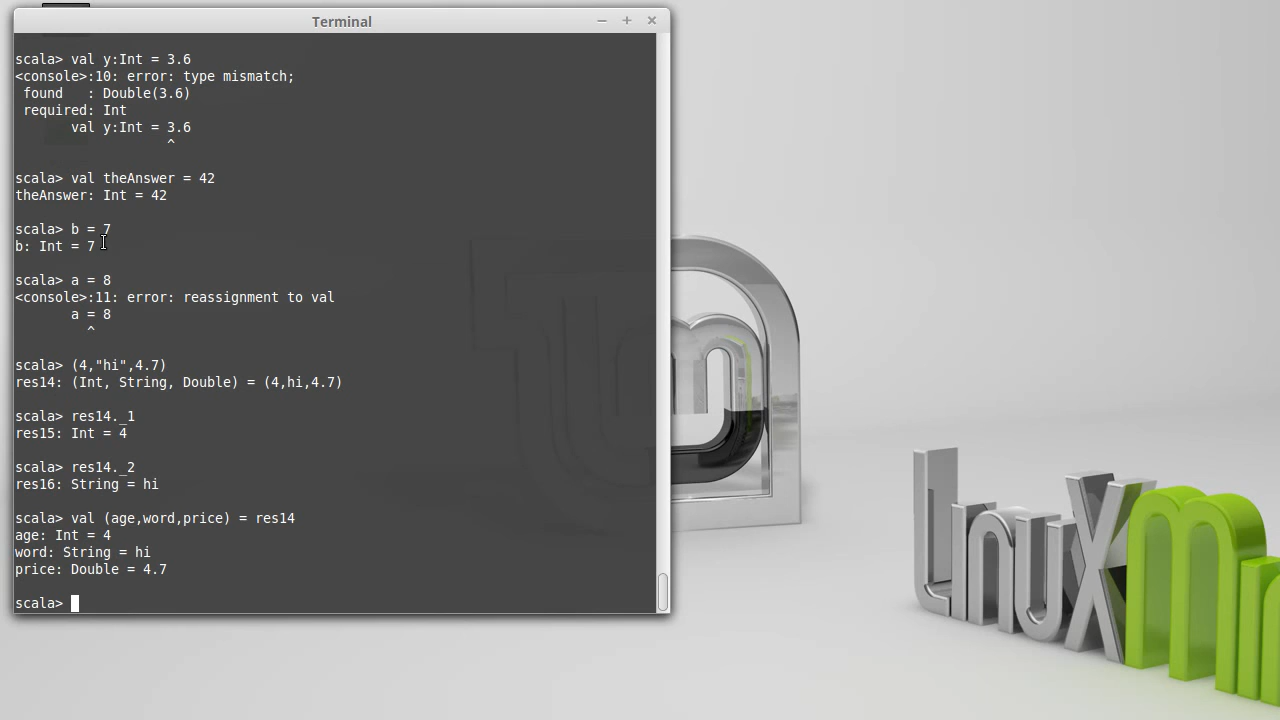 Terminal
scala> val y:Int = 3.6
<console>:10: error: type mismatch;
 found   : Double(3.6)
 required: Int
       val y:Int = 3.6
                   ^
scala> val theAnswer = 42
theAnswer: Int = 42
scala> b = 7
b: Int = 7
scala> a = 8
<console>:11: error: reassignment to val
       a = 8
         ^
scala> (4,"hi",4.7)
res14: (Int, String, Double) = (4,hi,4.7)
scala> res14._1
res15: Int = 4
scala> res14._2
res16: String = hi
scala> val (age,word,price) = res14
age: Int = 4
word: String = hi
price: Double = 4.7
scala>
Linux